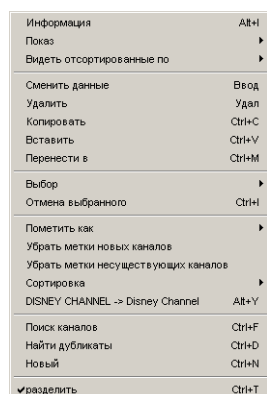 Информация Alt+I
Показ
Видеть отсортированные по
Сменить данные Ввод
Удалить Удал
Копировать Ctrl+C
Вставить Ctrl+V
Перенести в Ctrl+M
Выбор
Отмена выбранного Ctrl+I
Пометить как
Убрать метки новых каналов
Убрать метки несуществующих каналов
Сортировка
DISNEY CHANNEL -> Disney Channel Alt+Y
Поиск каналов Ctrl+F
Найти дубликаты Ctrl+D
Новый Ctrl+N
разделить Ctrl+T